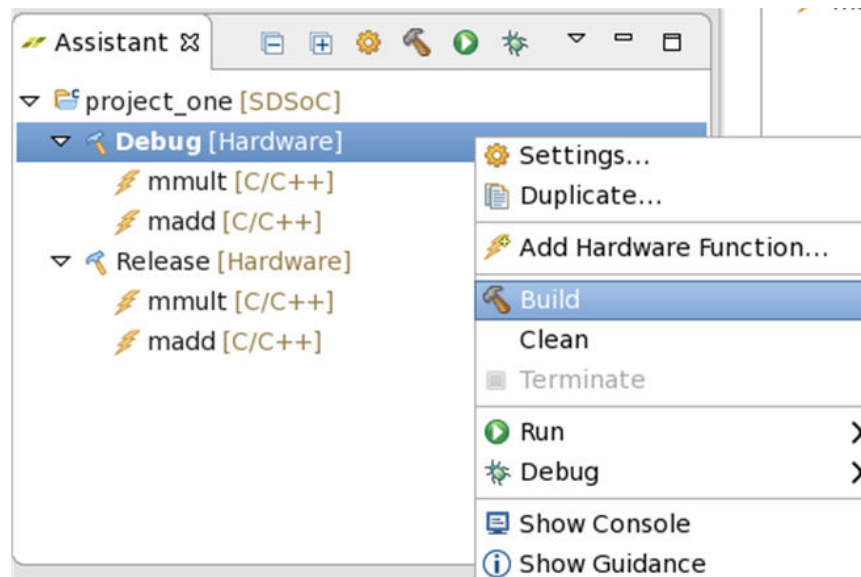 Assistant
project_one [SDSoC]
Debug [Hardware]
mmult [C/C++]
madd [C/C++]
Release [Hardware]
mmult [C/C++]
madd [C/C++]
Settings...
Duplicate...
Add Hardware Function...
Build
Clean
Terminate
Run
Debug
Show Console
Show Guidance